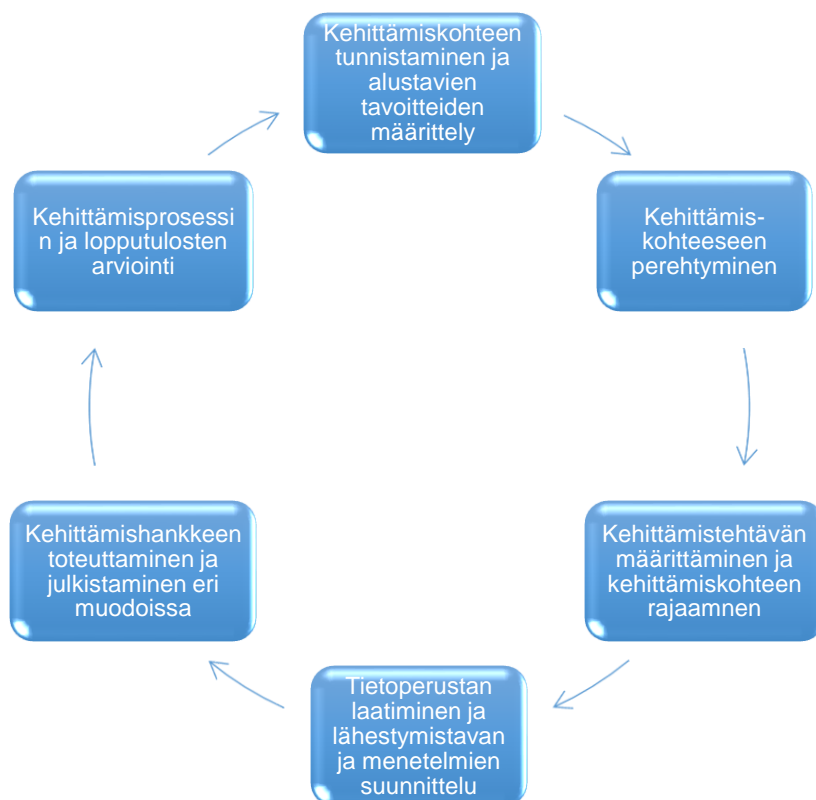 Kehittämiskohteen
tunnistaminen ja
alustavien
tavoitteiden
määrittely
Kehittämis-
kohteeseen
perehtyminen
Kehittämistehtävän
määrittäminen ja
kehittämiskohteen
rajaamnen
Tietoperustan
laatiminen ja
lähestymistavan
ja menetelmien
suunnittelu
Kehittämishankkeen
toteuttaminen ja
julkistaminen eri
muodoissa
Kehittämisprosessi
n ja lopputulosten
arviointi